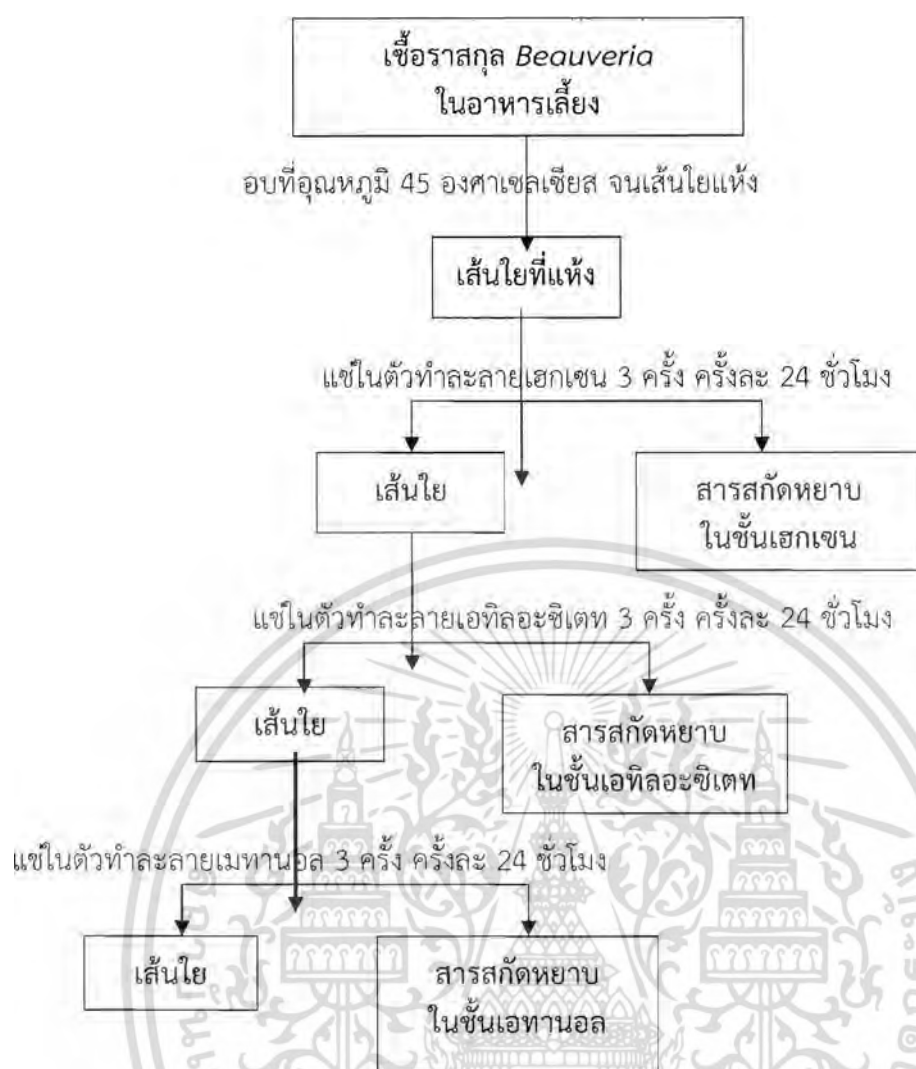 เชื้อราสกุล Beauveria
ในอาหารเลี้ยง
อบที่อุณหภูมิ 45 องศาเซลเซียส จนเส้นใยแห้ง
เส้นใยที่แห้ง
แช่ในตัวทำละลายเฮกเซน 3 ครั้ง ครั้งละ 24 ชั่วโมง
เส้นใย
สารสกัดหยาบ
ในชั้นเฮกเซน
แช่ในตัวทำละลายเอทิลอะซิเตท 3 ครั้ง ครั้งละ 24 ชั่วโมง
เส้นใย
สารสกัดหยาบ
ในชั้นเอทิลอะซิเตท
แช่ในตัวทำละลายเมทานอล 3 ครั้ง ครั้งละ 24 ชั่วโมง
เส้นใย
สารสกัดหยาบ
ในชั้นเอทานอล